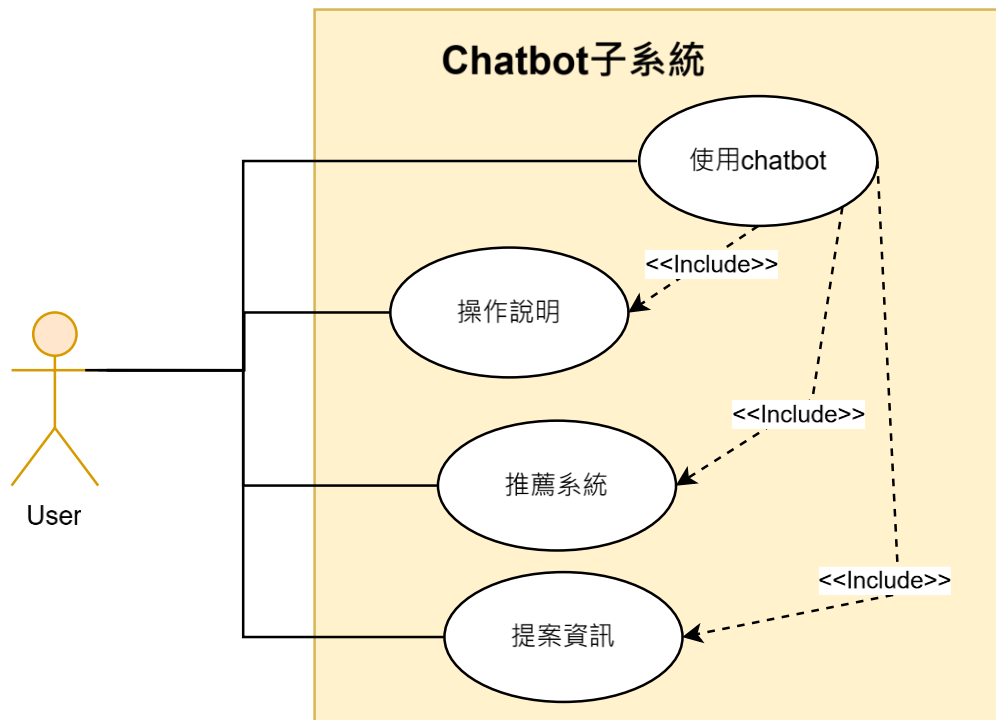 Chatbot子系統
使用chatbot
<<Include>>
操作說明
<<Include>>
推薦系統
User
<<Include>>
提案資訊